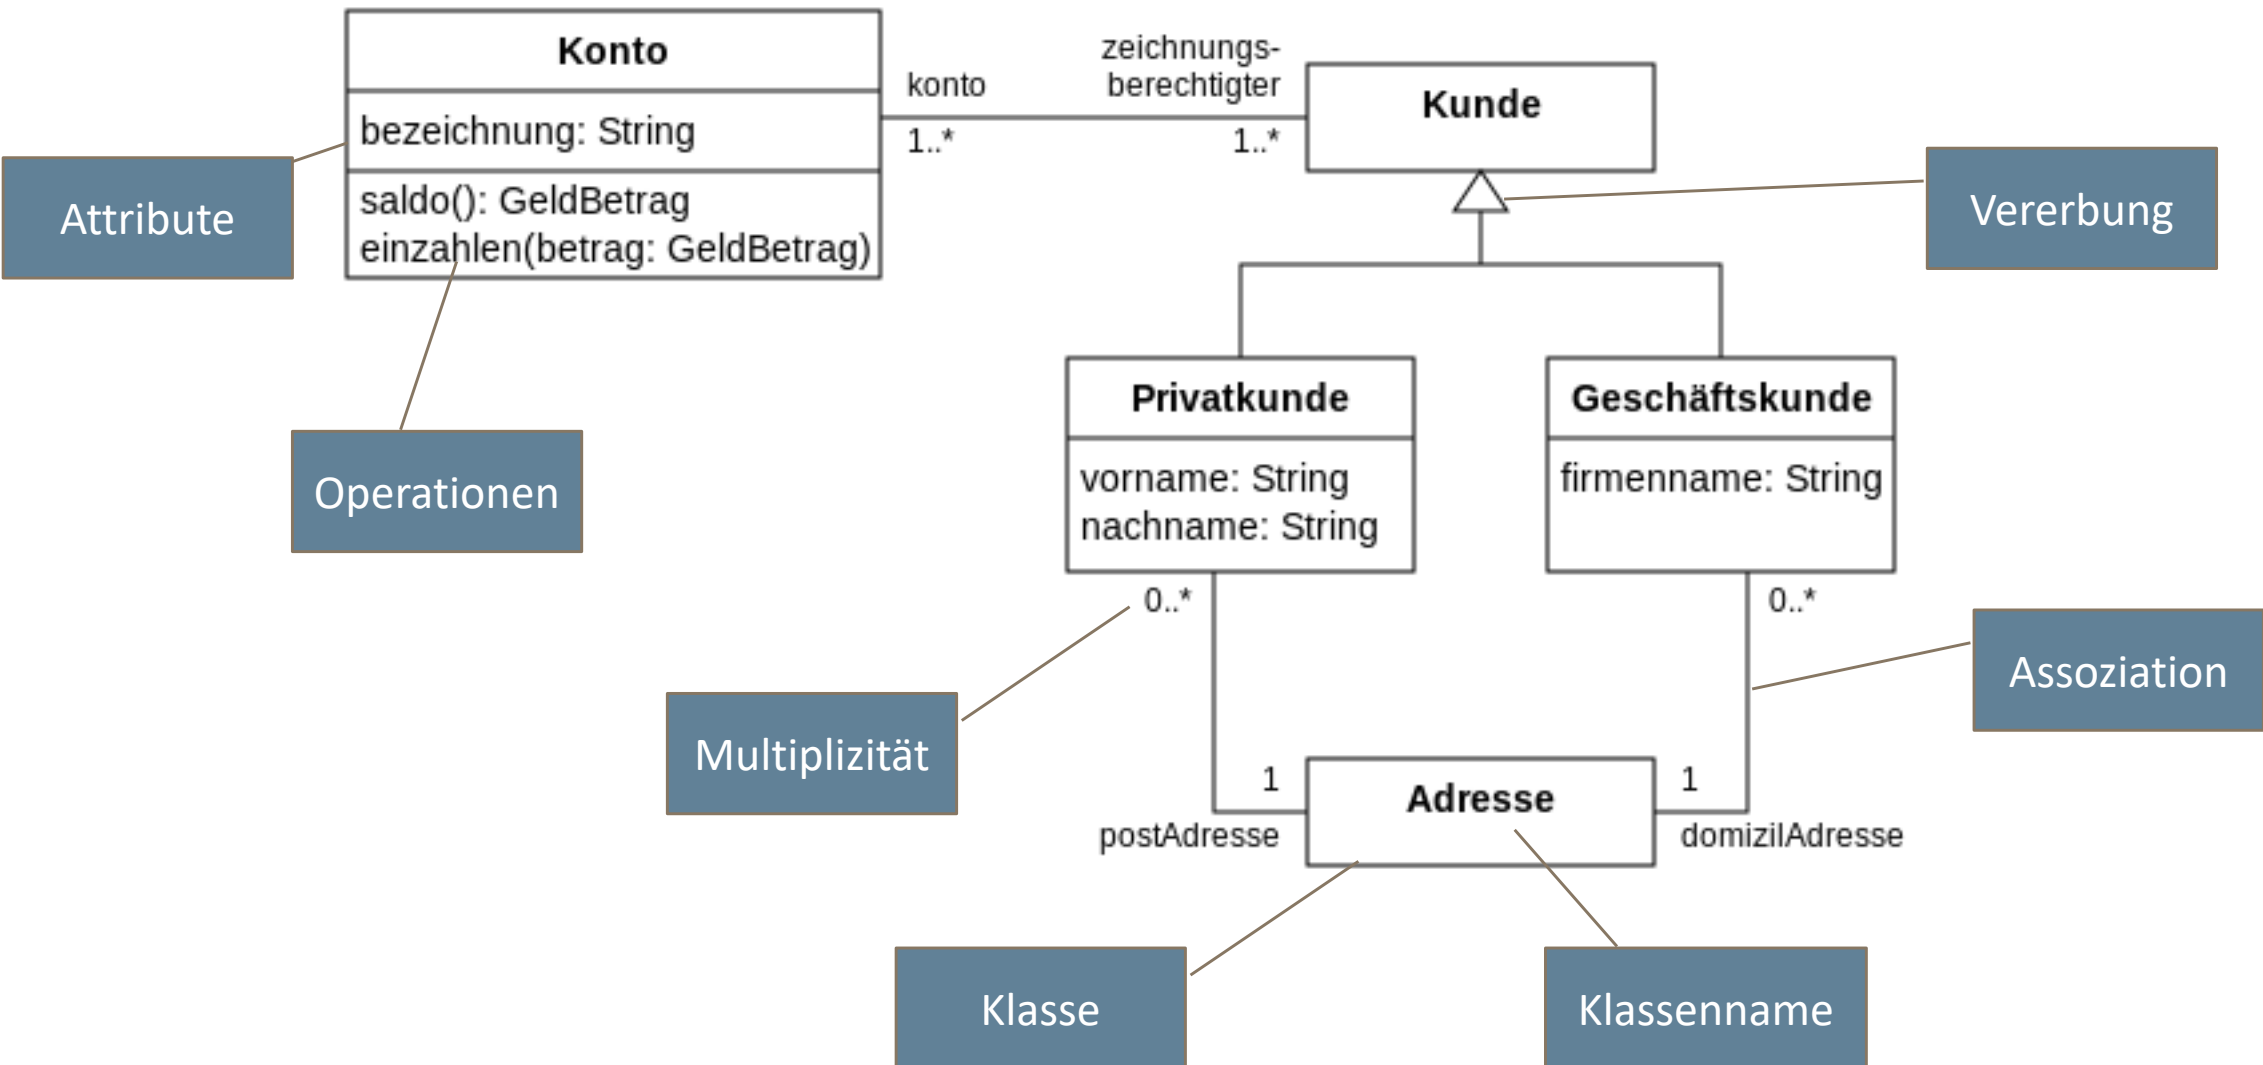 Konto
bezeichnung: String
saldo(): GeldBetrag
einzahlen(betrag: GeldBetrag)
konto
1..*
zeichnungs-
berechtigter
1..*
Kunde
Attribute
Vererbung
Operationen
Privatkunde
vorname: String
nachname: String
Geschäftskunde
firmenname: String
0..*
0..*
Multiplizität
Assoziation
1
postAdresse
Adresse
1
domizilAdresse
Klasse
Klassenname